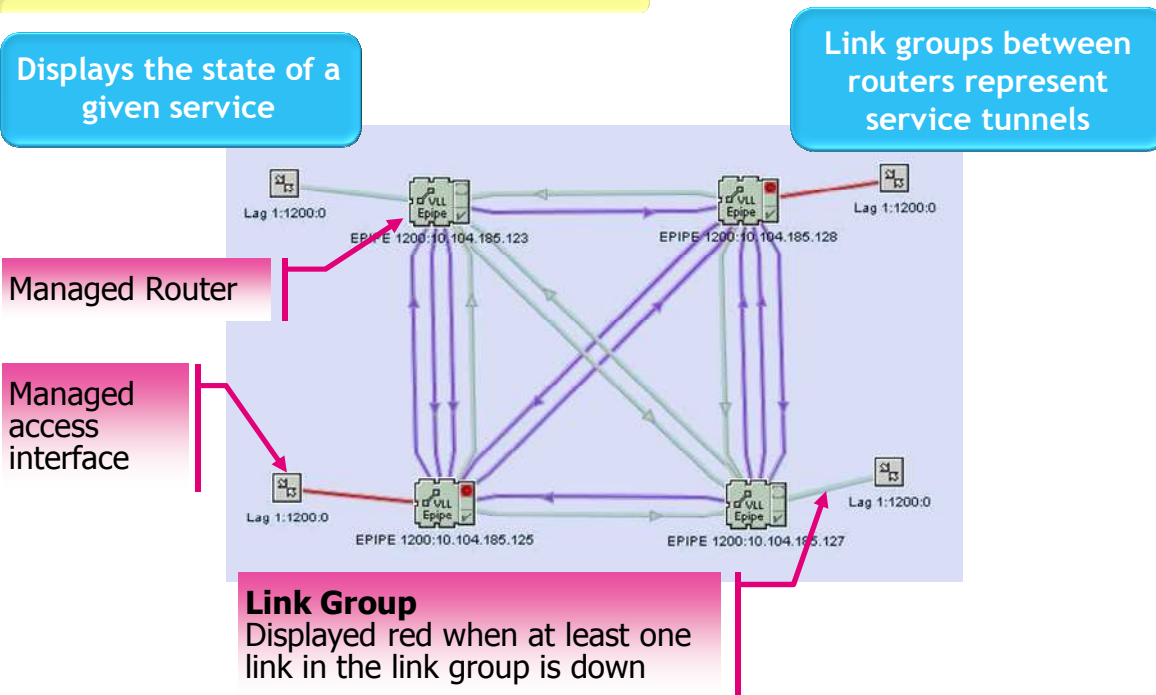 Displays the state of a
given service
Link groups between
routers represent
service tunnels
VLL
Epipe
VLL
Epipe
Lag 1:1200:0
Lag 1:1200:0
EPIPE 1200:10.104.185.123
EPIPE 1200:10.104.185.128
Managed Router
Managed
access
interface
VLL
Epipe
VLL
Epipe
Lag 1:1200:0
Lag 1:1200:0
EPIPE 1200:10.104.185.125
EPIPE 1200:10.104.185.127
Link Group
Displayed red when at least one
link in the link group is down